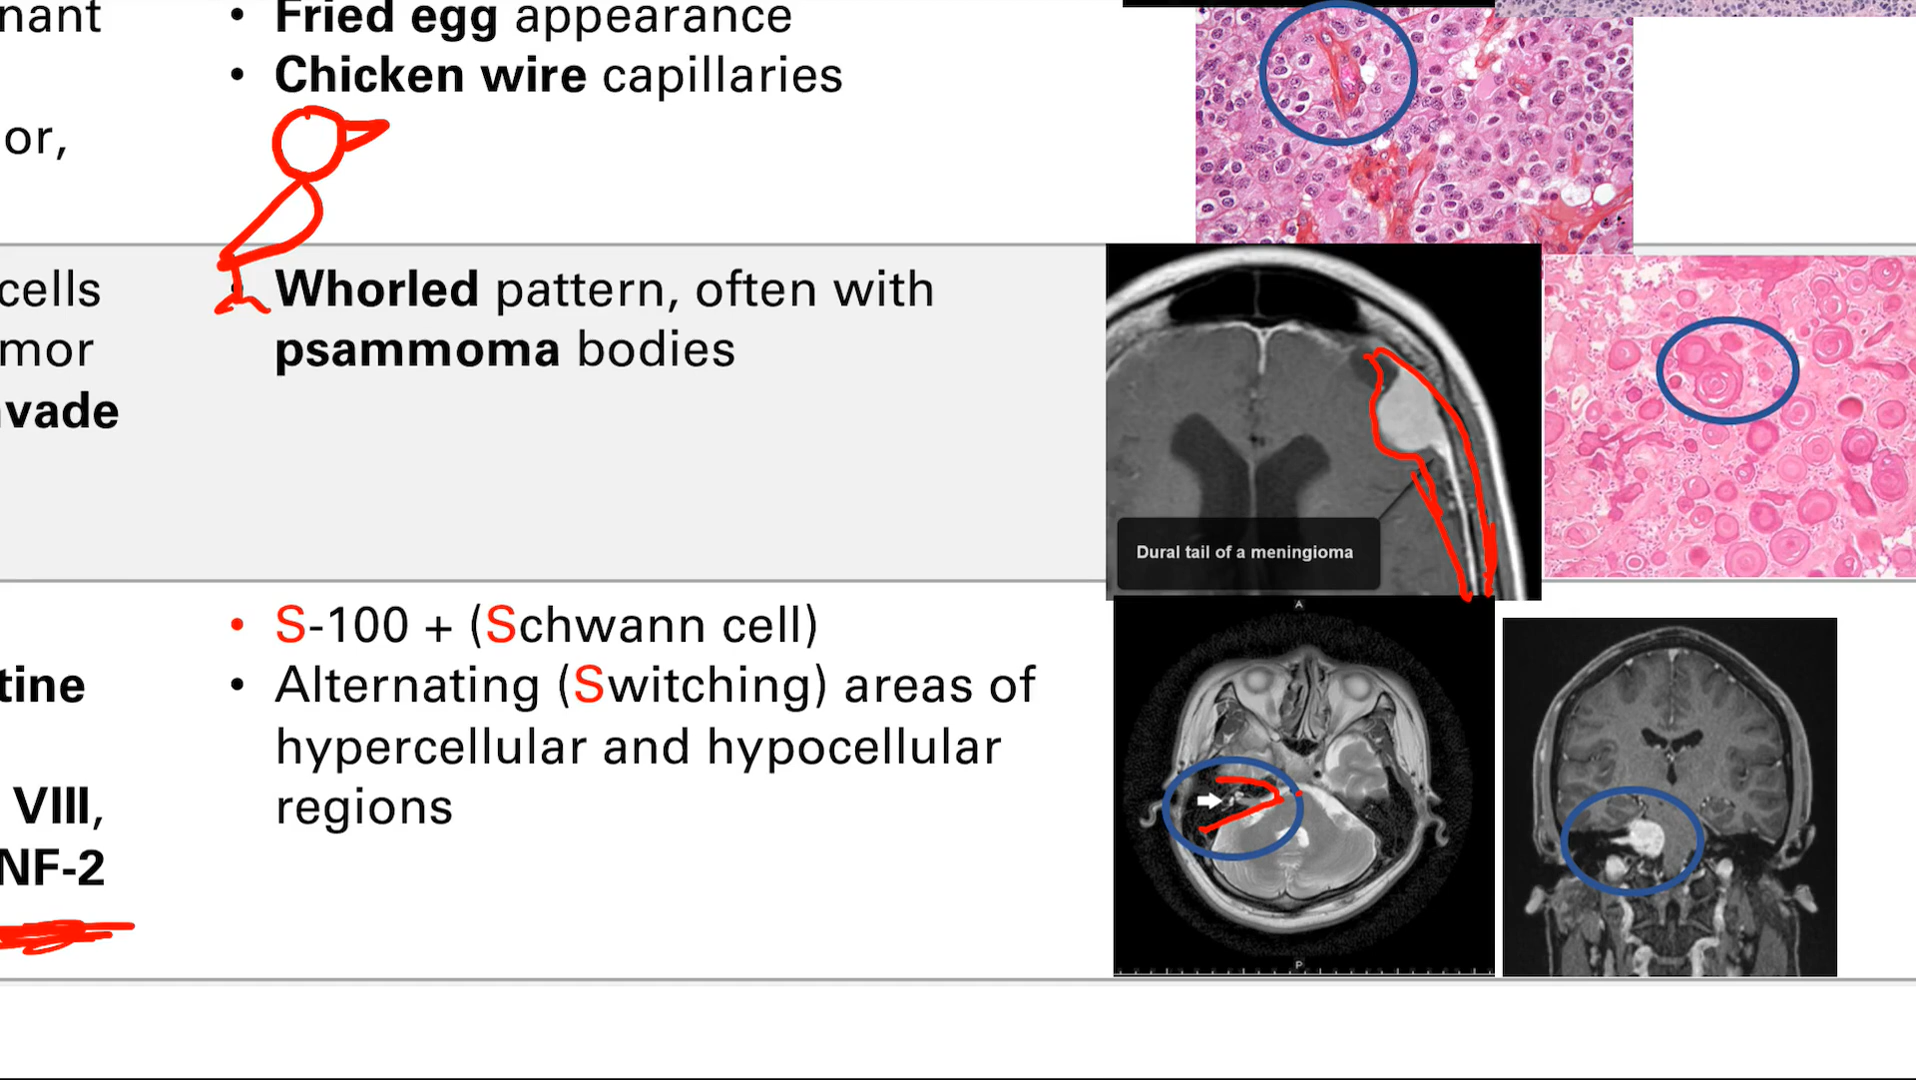 nant
or,
• Fried egg appearance
• Chicken wire capillaries
cells
mor
vade
• Whorled pattern, often with
psammoma bodies
Dural tail of a meningioma
tine
VIII,
NF-2
• S-100 + (Schwann cell)
• Alternating (Switching) areas of
hypercellular and hypocellular
regions
A
P